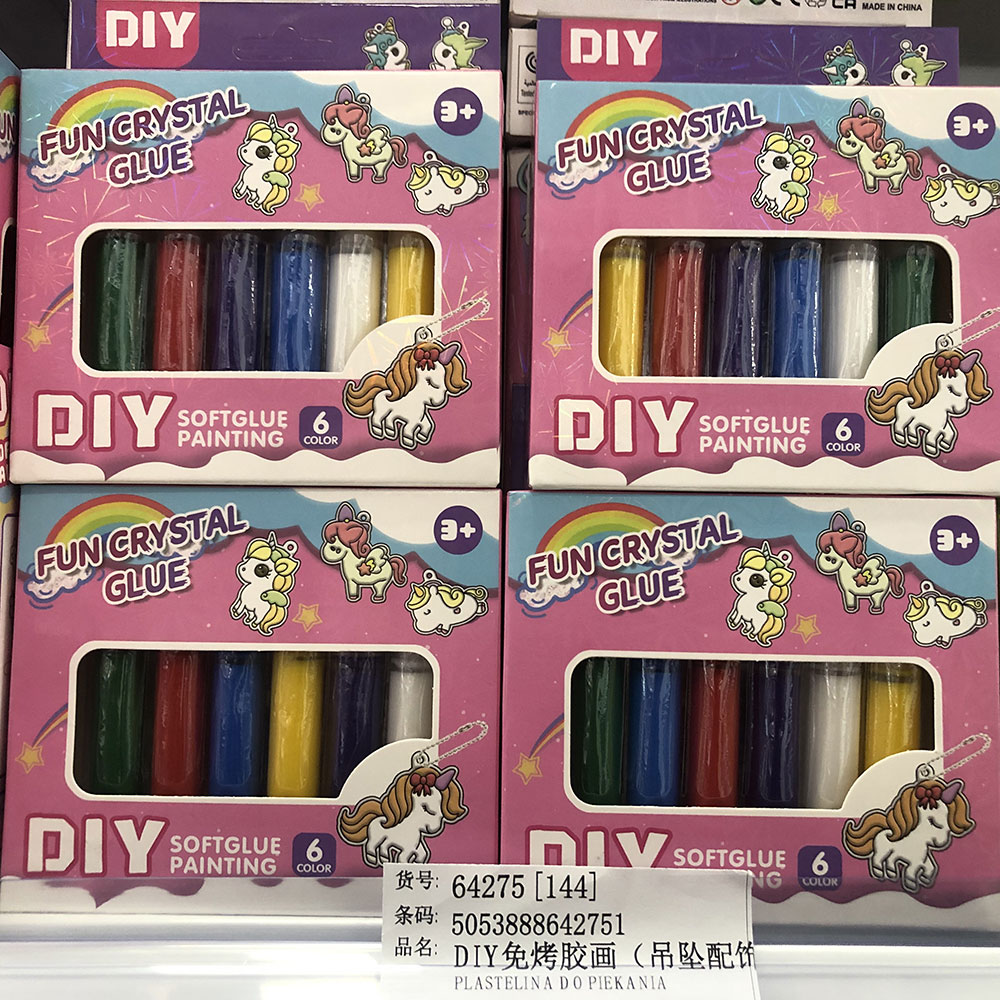 DIY
DIY
MADE IN CHINA
FUN CRYSTAL
GLUE
3+
DIY
SOFTGLUE
PAINTING
6
COLOR
FUN CRYSTAL
GLUE
3+
DIY
SOFTGLUE
PAINTING
6
COLOR
FUN CRYSTAL
GLUE
3+
DIY
SOFTGLUE
PAINTING
6
COLOR
FUN CRYSTAL
GLUE
3+
DIY
SOFTGLUE
6
COLOR
货号: 64275 [144]
条码: 5053888642751
品名: DIY免烤胶画（吊坠配饰
PLASTELINA DO PIEKANIA